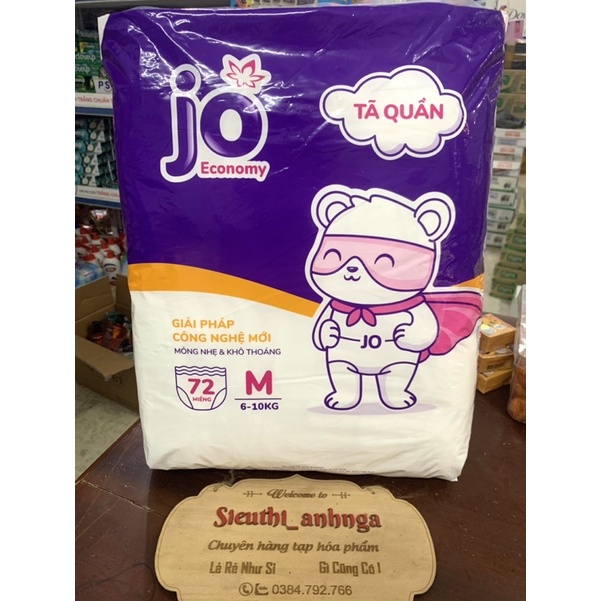 jo
Economy
TÃ QUẦN
GIẢI PHÁP
CÔNG NGHỆ MỚI
MỎNG NHẸ & KHÔ THOÁNG
72
MIẾNG
M
6-10KG
JO
Welcome to
Sieuthi_anhnga
Chuyên hàng tạp hóa phẩm
Lẻ Rẻ Như Sỉ Gì Cũng Có !
0384.792.766